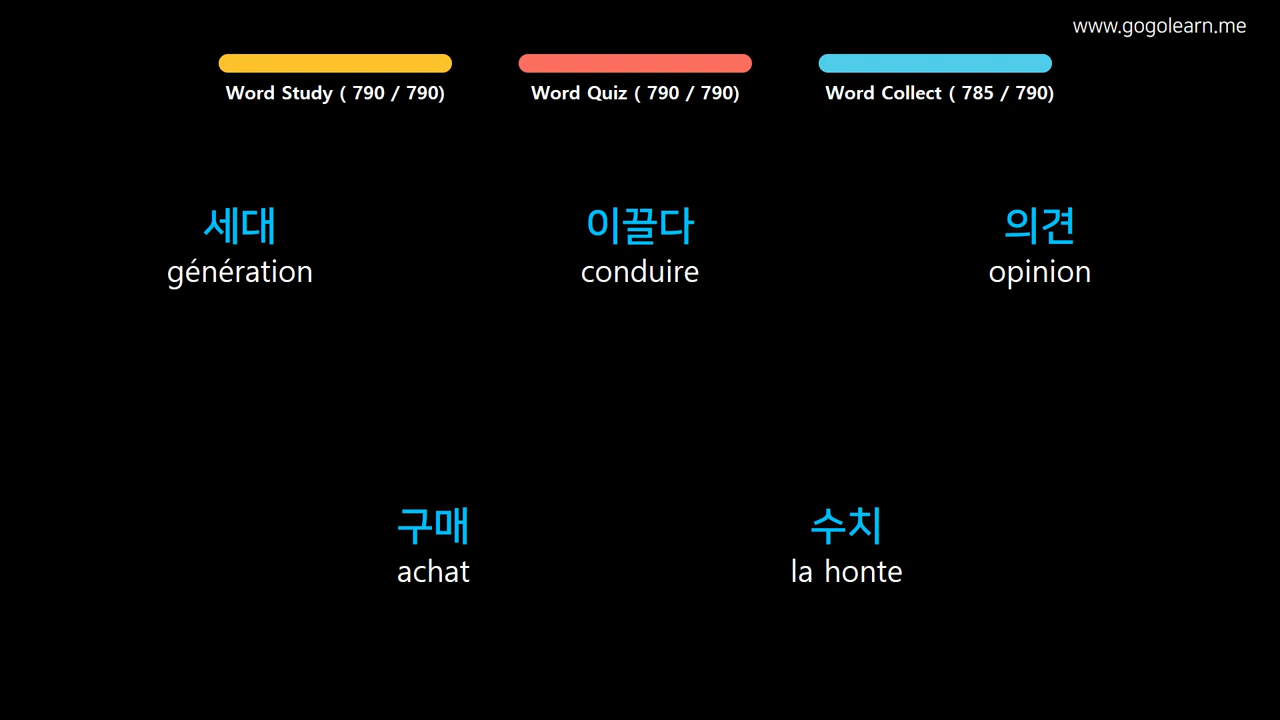 www.gogolearn.me
Word Study ( 790 / 790)
Word Quiz ( 790 / 790)
Word Collect ( 785 / 790)
세대
génération
이끌다
conduire
의견
opinion
구매
achat
수치
la honte